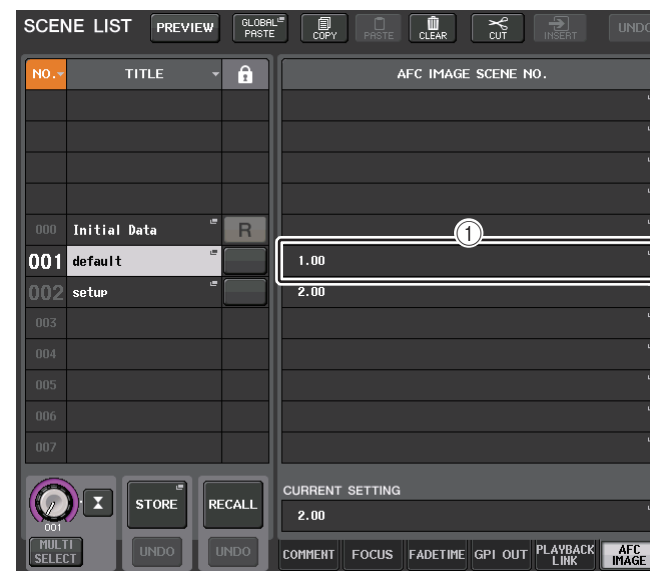 SCENE LIST PREVIEW GLOBAL PASTE COPY PASTE CLEAR CUT INSERT UNDO
NO. TITLE AFC IMAGE SCENE NO.
000 Initial Data R
①
001 default 1.00
002 setup 2.00
003
004
005
006
007
STORE RECALL
001
MULTI SELECT UNDO UNDO
CURRENT SETTING
2.00
COMMENT FOCUS FADETIME GPI OUT PLAYBACK LINK AFC IMAGE